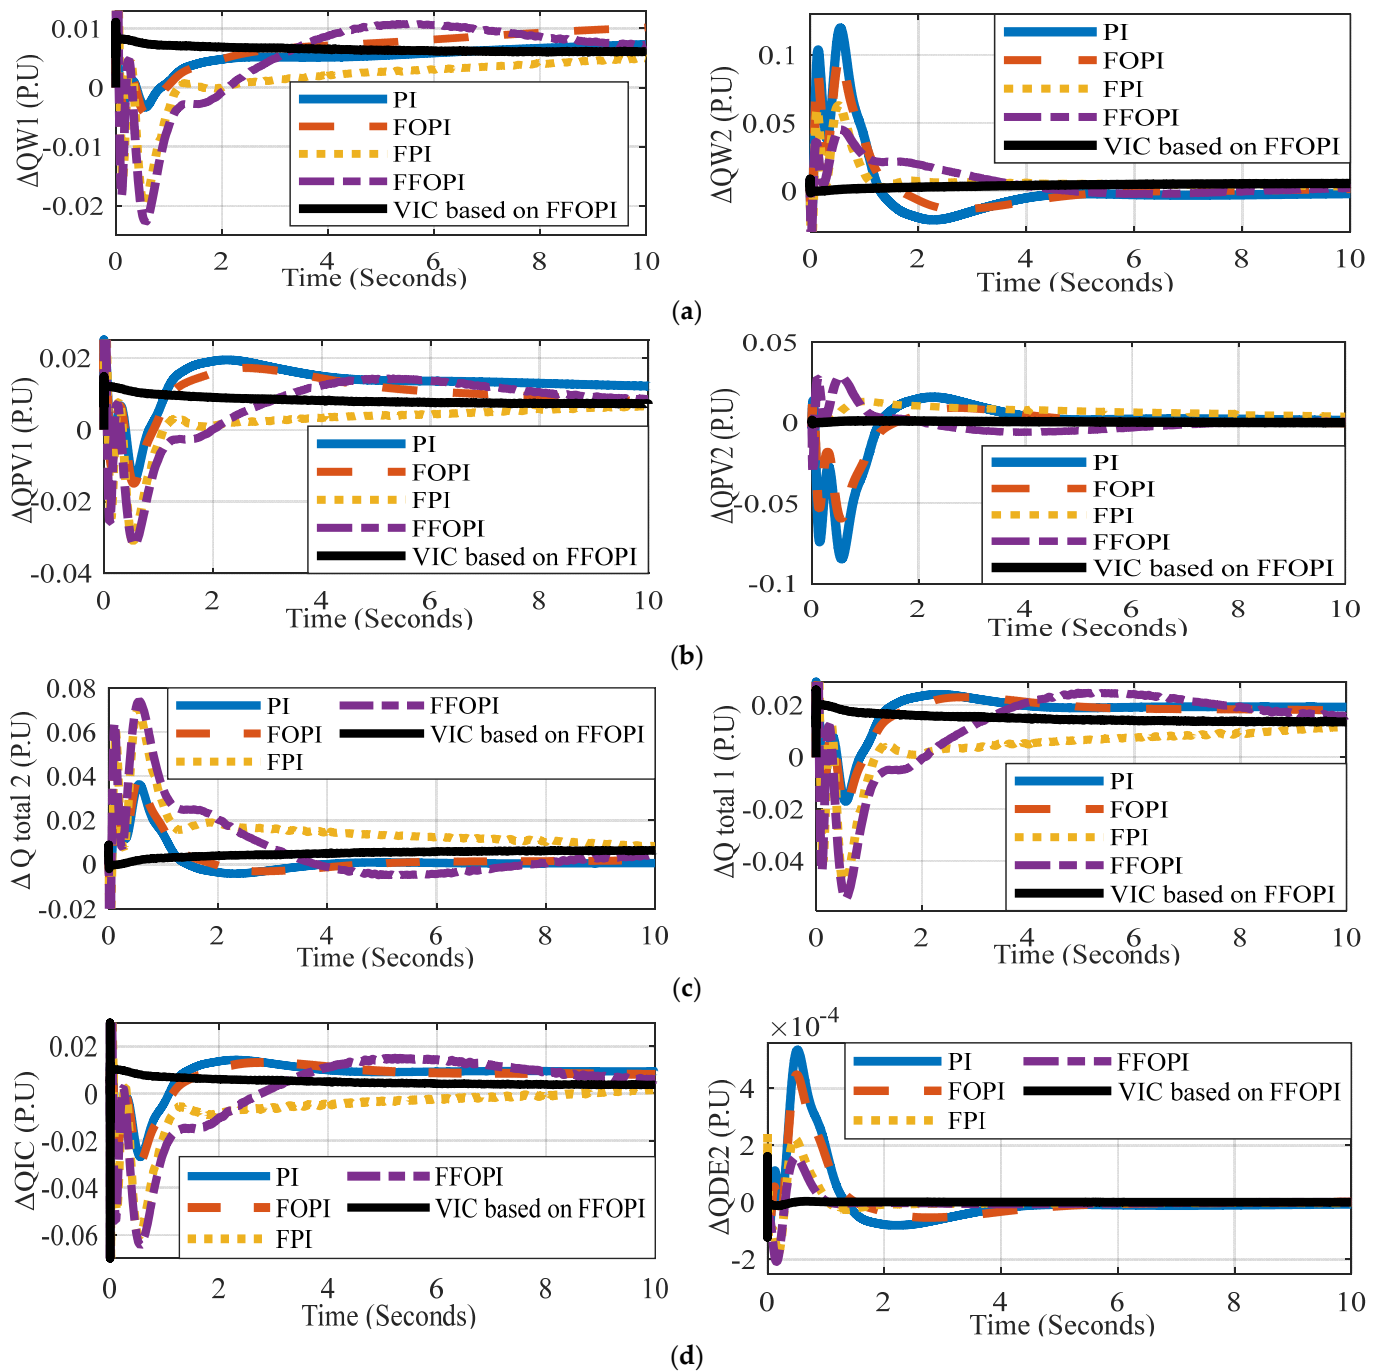 0.01
0
-0.01
-0.02
ΔQW1 (P.U)
PI
FOPI
FPI
FFOPI
VIC based on FFOPI
0 2 4 6 8 10
Time (Seconds)
0.1
0.05
0
ΔQW2 (P.U)
PI
FOPI
FPI
FFOPI
VIC based on FFOPI
0 2 4 6 8 10
Time (Seconds)
(a)
0.02
0
-0.02
-0.04
ΔQPV1 (P.U)
PI
FOPI
FPI
FFOPI
VIC based on FFOPI
0 2 4 6 8 10
Time (Seconds)
0.05
0
-0.05
-0.1
ΔQPV2 (P.U)
PI
FOPI
FPI
FFOPI
VIC based on FFOPI
0 2 4 6 8 10
Time (Seconds)
(b)
0.08
0.06
0.04
0.02
0
-0.02
Δ Q total 2 (P.U)
PI FFOPI
FOPI VIC based on FFOPI
FPI
0 2 4 6 8 10
Time (Seconds)
0.02
0
-0.02
-0.04
ΔQ total 1 (P.U)
PI
FOPI
FPI
FFOPI
VIC based on FFOPI
0 2 4 6 8 10
Time (Seconds)
(c)
0.02
0
-0.02
-0.04
-0.06
ΔQIC (P.U)
PI FFOPI
FOPI VIC based on FFOPI
FPI
0 2 4 6 8 10
Time (Seconds)
×10-4
4
2
0
-2
ΔQDE2 (P.U)
PI FFOPI
FOPI VIC based on FFOPI
FPI
0 2 4 6 8 10
Time (Seconds)
(d)